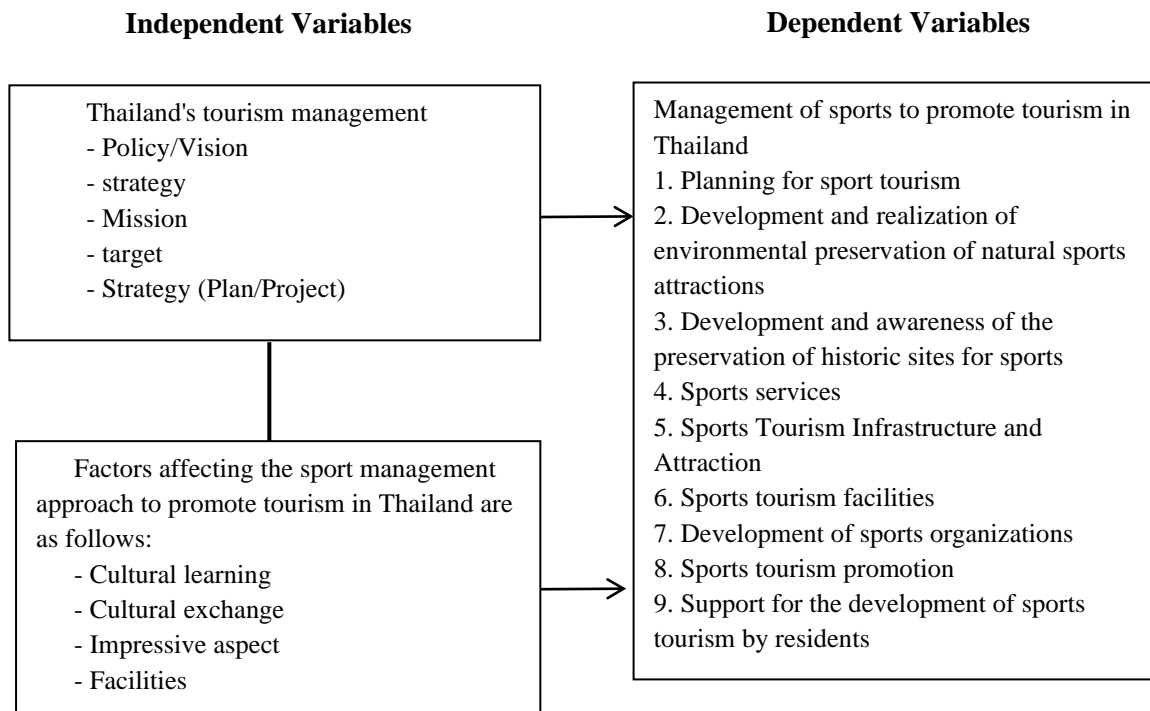 Independent Variables
Thailand's tourism management
- Policy/Vision
- strategy
- Mission
- target
- Strategy (Plan/Project)
Factors affecting the sport management
approach to promote tourism in Thailand are
as follows:
- Cultural learning
- Cultural exchange
- Impressive aspect
- Facilities
Dependent Variables
Management of sports to promote tourism in
Thailand
1. Planning for sport tourism
2. Development and realization of
environmental preservation of natural sports
attractions
3. Development and awareness of the
preservation of historic sites for sports
4. Sports services
5. Sports Tourism Infrastructure and
Attraction
6. Sports tourism facilities
7. Development of sports organizations
8. Sports tourism promotion
9. Support for the development of sports
tourism by residents